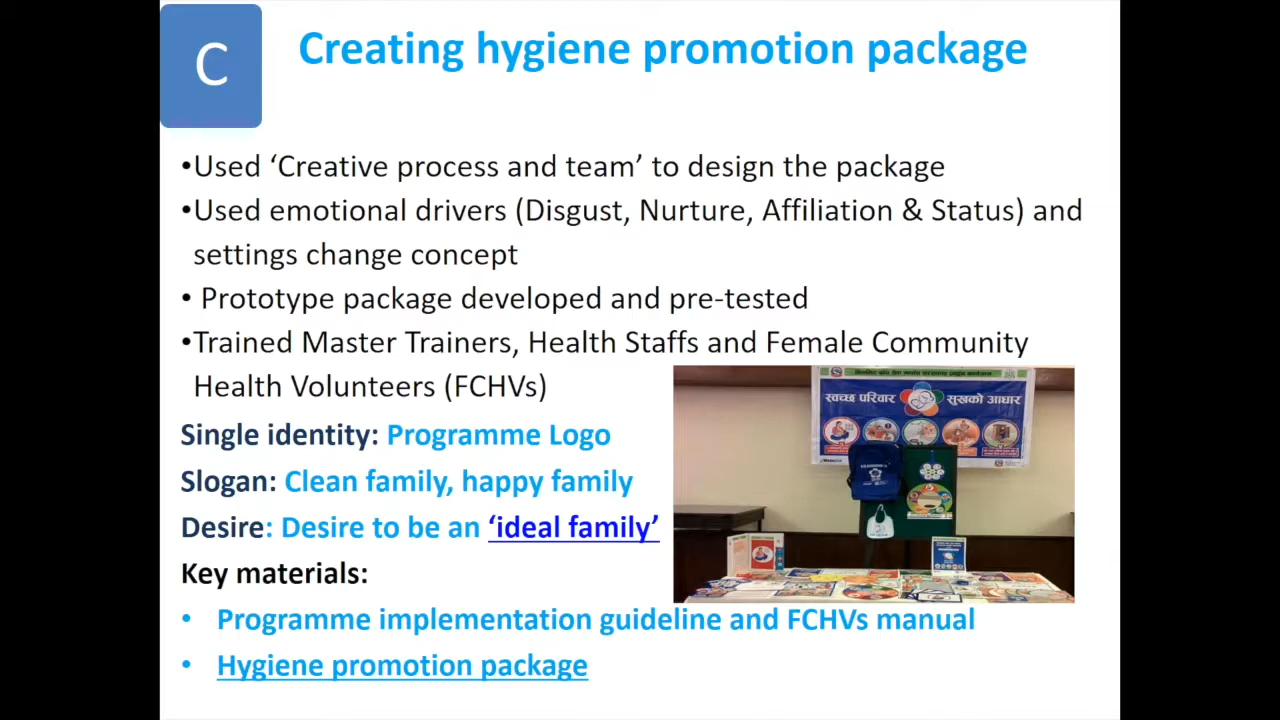 C
Creating hygiene promotion package
•Used ‘Creative process and team’ to design the package
•Used emotional drivers (Disgust, Nurture, Affiliation & Status) and
settings change concept
• Prototype package developed and pre-tested
•Trained Master Trainers, Health Staffs and Female Community
Health Volunteers (FCHVs)
Single identity: Programme Logo
Slogan: Clean family, happy family
Desire: Desire to be an ‘ideal family’
Key materials:
• Programme implementation guideline and FCHVs manual
• Hygiene promotion package
स्वच्छ परिवार सुखको आधार